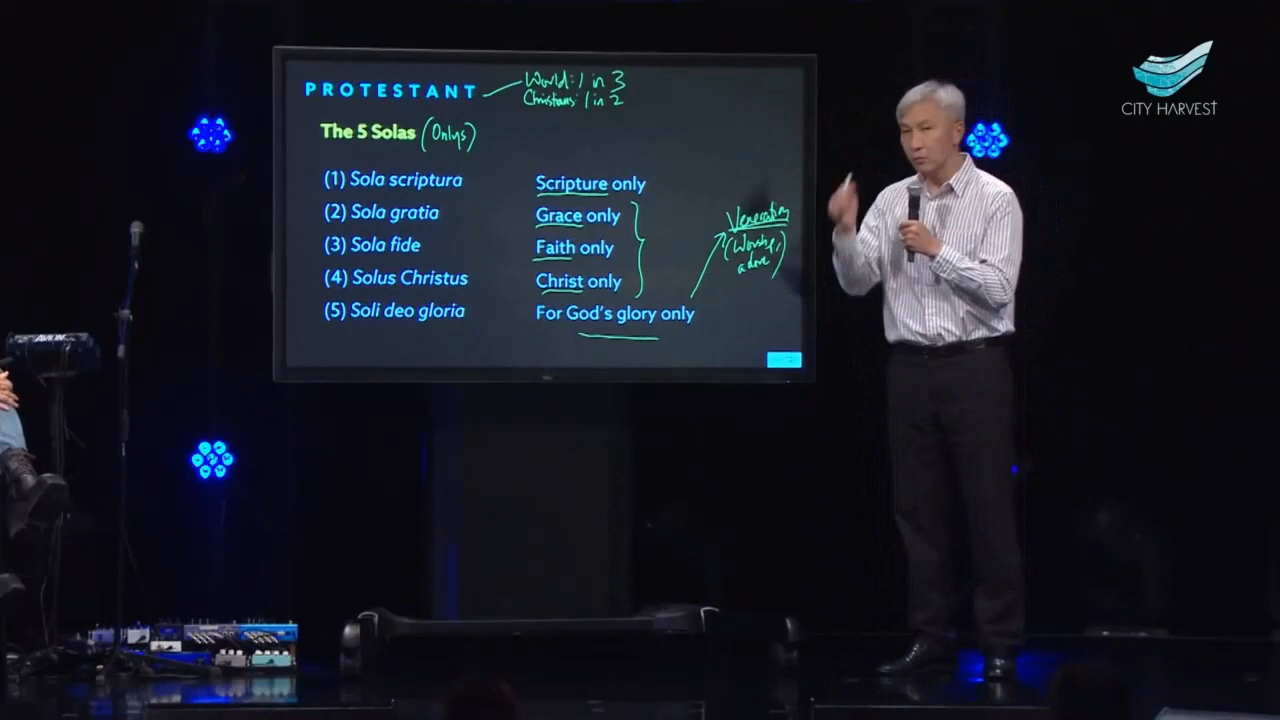 CITY HARVEST
PROTESTANT
World: 1 in 3
Christians: 1 in 2
The 5 Solas (Onlys)
(1) Sola scriptura Scripture only
(2) Sola gratia Grace only
(3) Sola fide Faith only
(4) Solus Christus Christ only
(5) Soli deo gloria For God's glory only
Veneration
(Worship,
adore)